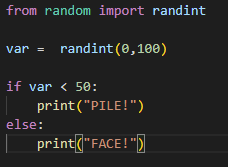 from random import randint
var =  randint(0,100)
if var < 50:
    print("PILE!")
else:
    print("FACE!")